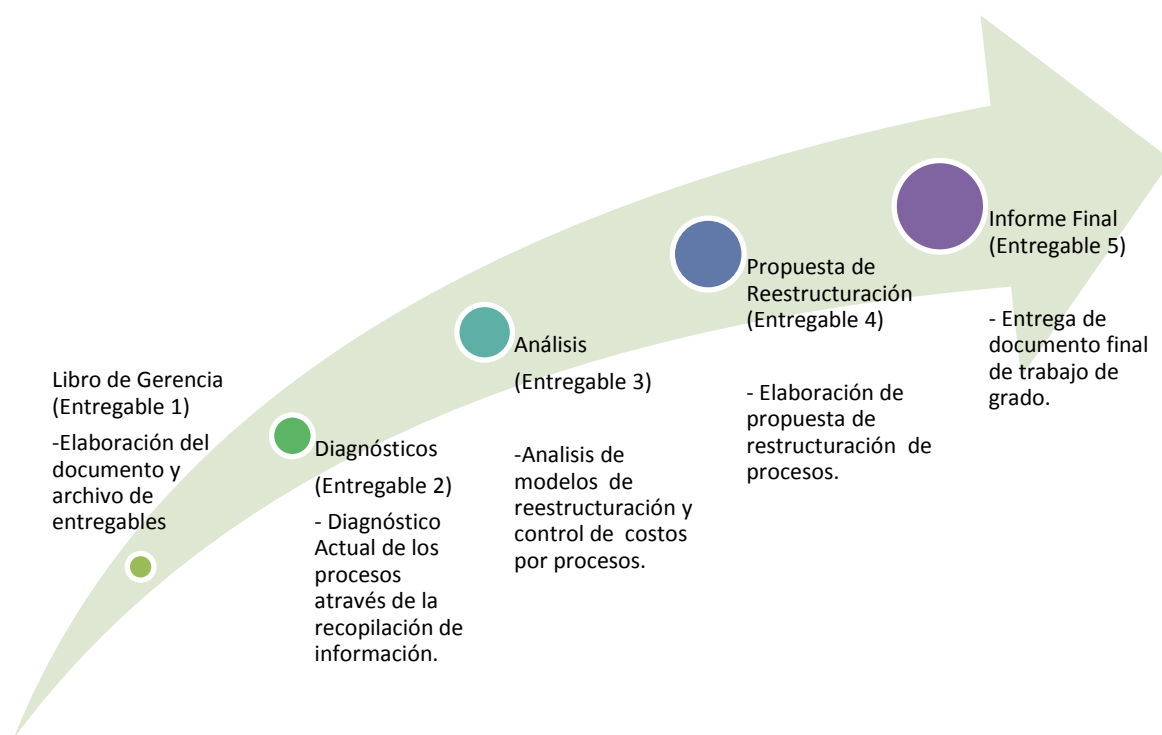 Libro de Gerencia
(Entregable 1)
-Elaboración del
documento y
archivo de
entregables
Diagnósticos
(Entregable 2)
- Diagnóstico
Actual de los
procesos
através de la
recopilación de
información.
Análisis
(Entregable 3)
-Analisis de
modelos de
reestructuración y
control de costos
por procesos.
Propuesta de
Reestructuración
(Entregable 4)
- Elaboración de
propuesta de
restructuración de
procesos.
Informe Final
(Entregable 5)
- Entrega de
documento final
de trabajo de
grado.